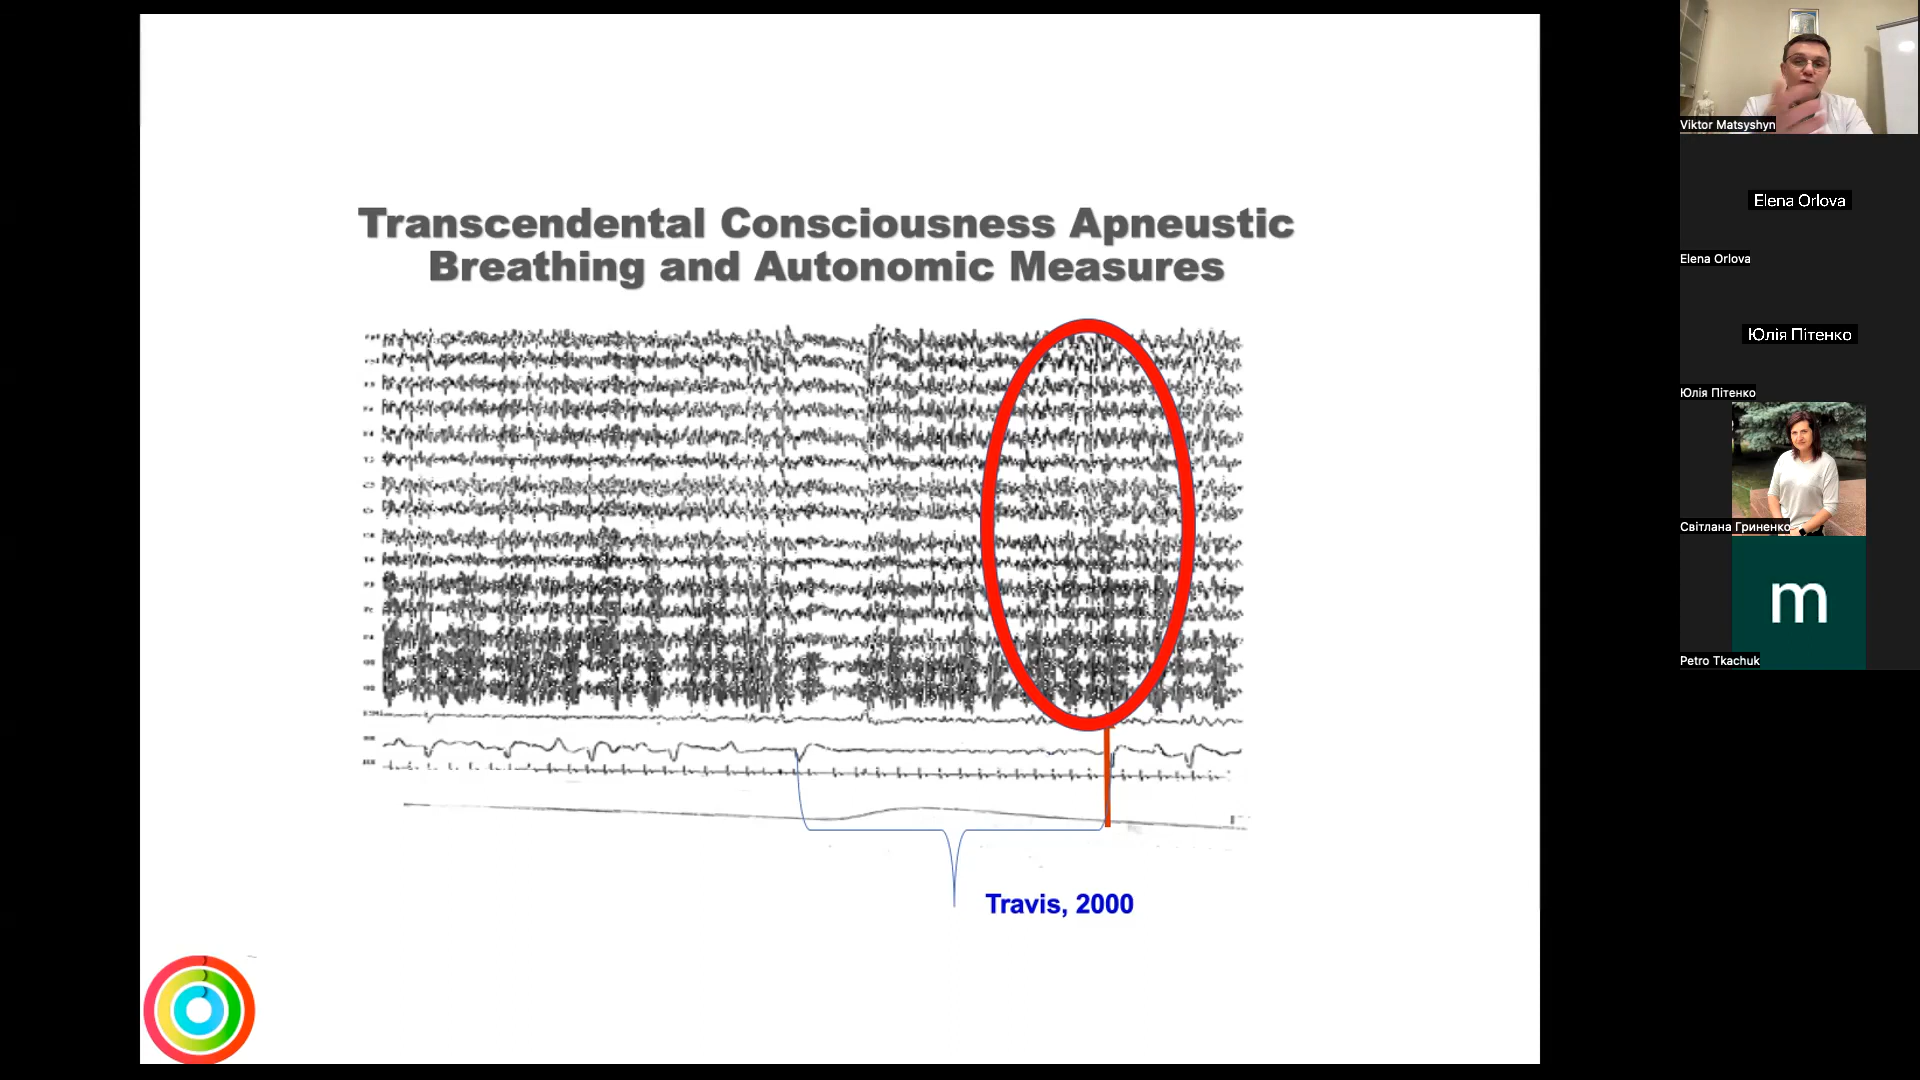 Transcendental Consciousness Apneustic
Breathing and Autonomic Measures
Travis, 2000
Viktor Matsyshyn
Elena Orlova
Elena Orlova
Юлія Пітенко
Юлія Пітенко
Світлана Гриненко
m
Petro Tkachuk